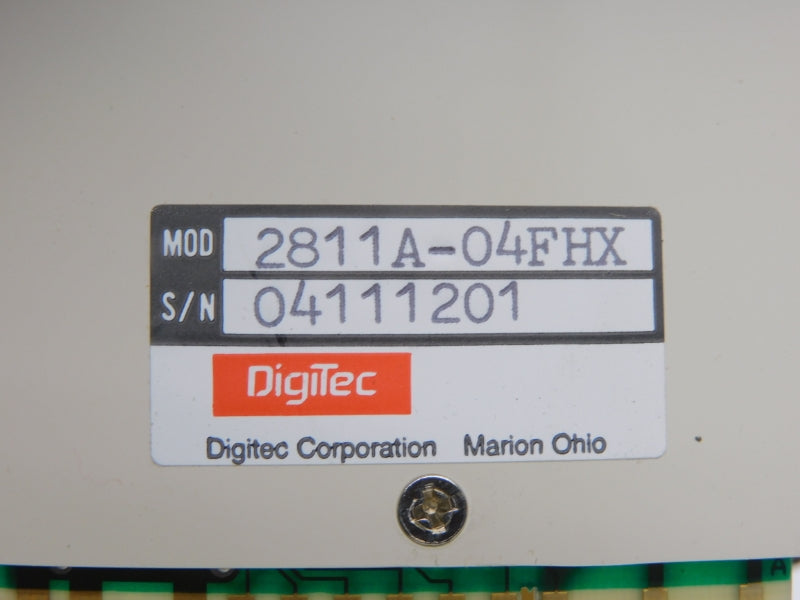 MOD 2811A-04FHX
S/N 04111201
DigiTec
Digitec Corporation Marion Ohio
A